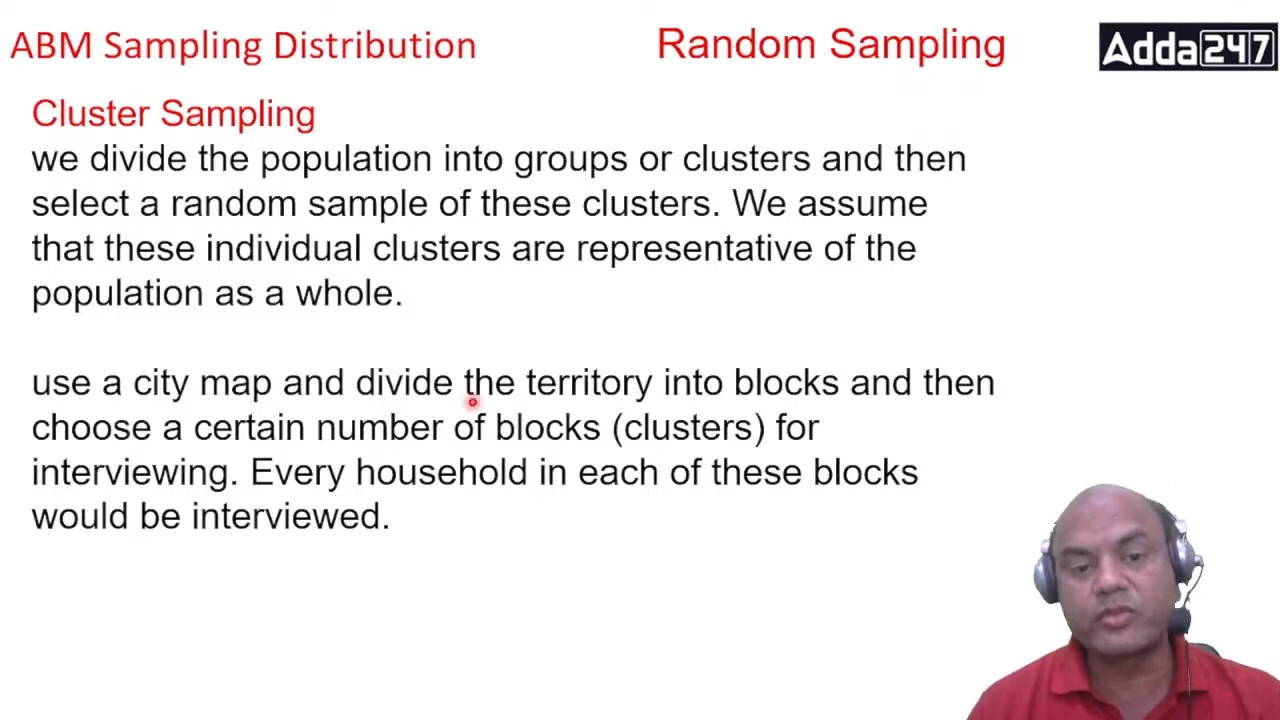 ABM Sampling Distribution
Random Sampling
Adda247
Cluster Sampling
we divide the population into groups or clusters and then
select a random sample of these clusters. We assume
that these individual clusters are representative of the
population as a whole.
use a city map and divide the territory into blocks and then
choose a certain number of blocks (clusters) for
interviewing. Every household in each of these blocks
would be interviewed.